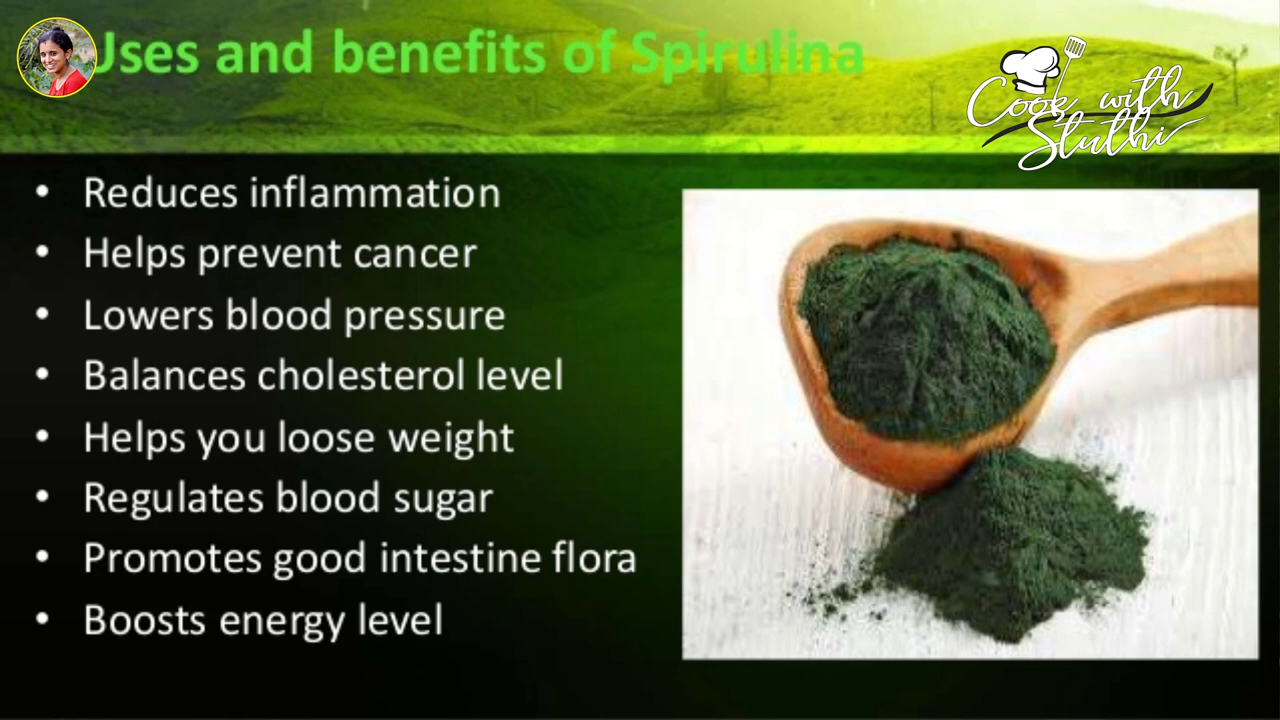 Uses and benefits of Spirulina
Cook with
Stuthi
• Reduces inflammation
• Helps prevent cancer
• Lowers blood pressure
• Balances cholesterol level
• Helps you loose weight
• Regulates blood sugar
• Promotes good intestine flora
• Boosts energy level